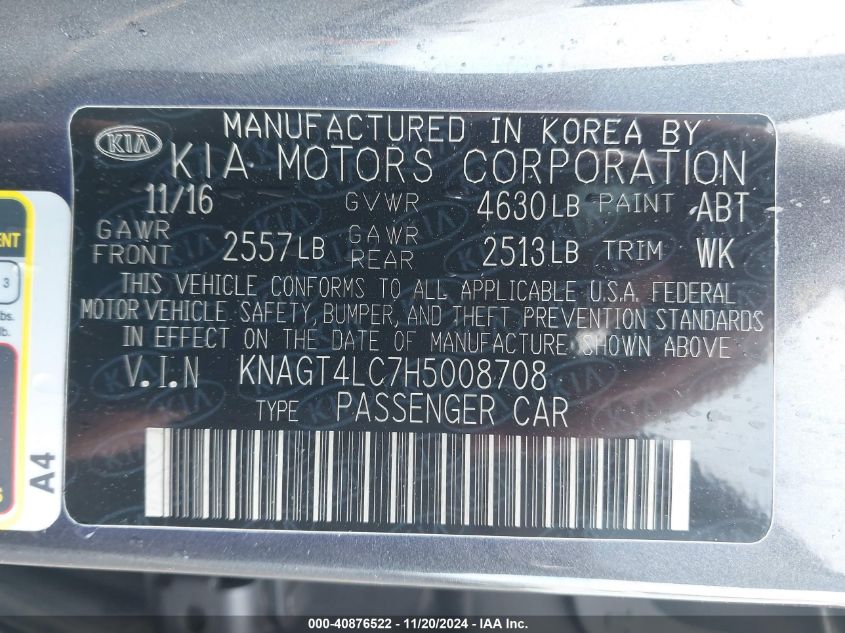 MANUFACTURED IN KOREA BY
KIA KIA MOTORS CORPORATION
11/16 GVWR 4630LB PAINT ABT
GAWR FRONT 2557LB GAWR REAR 2513LB TRIM WK
THIS VEHICLE CONFORMS TO ALL APPLICABLE U.S.A. FEDERAL
MOTOR VEHICLE SAFETY, BUMPER, AND THEFT PREVENTION STANDARDS
IN EFFECT ON THE DATE OF MANUFACTURE SHOWN ABOVE.
V.I.N KNAGT4LC7H5008708
TYPE PASSENGER CAR
3
A4
000-40876522 - 11/20/2024 - IAA